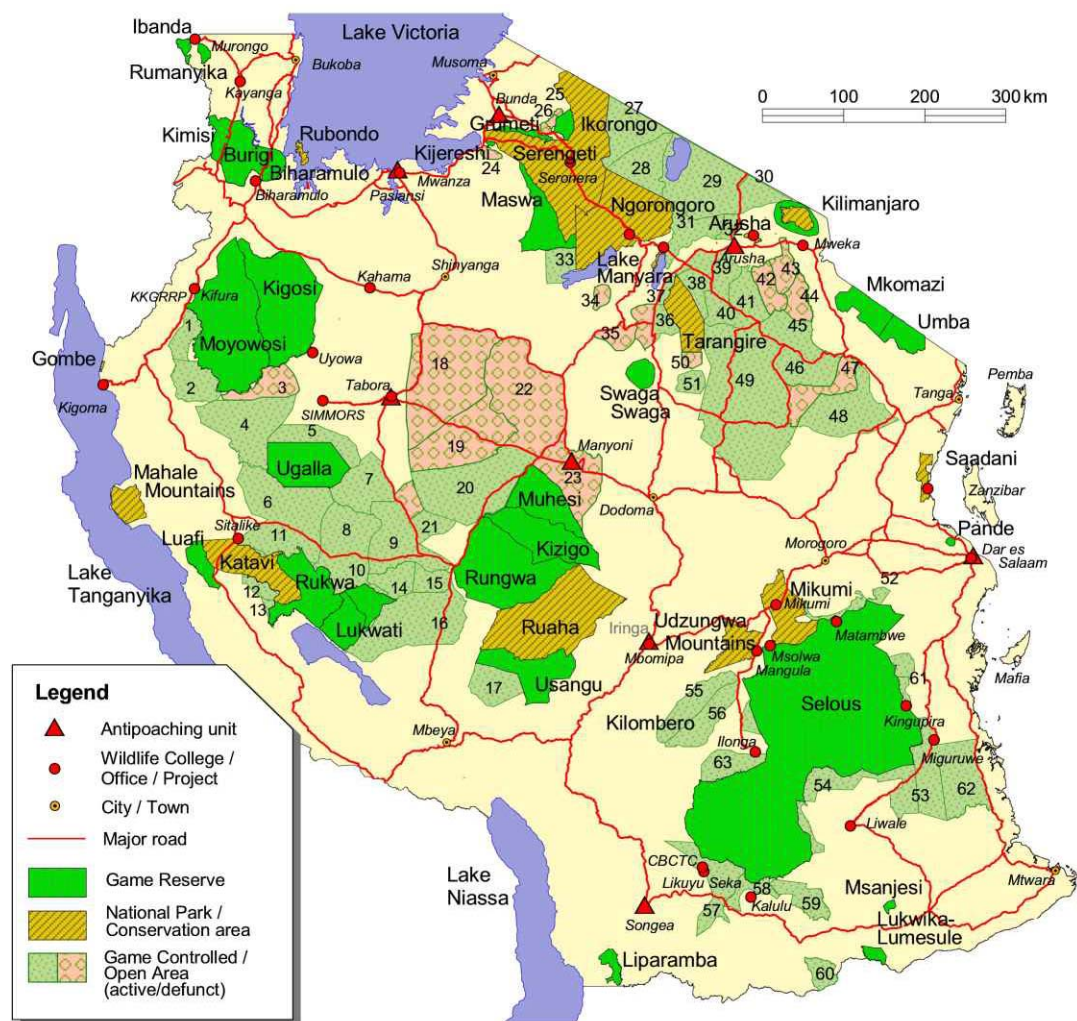 Ibanda
Murongo
Rumanyika
Bukoba
Kayanga
Lake Victoria
Musoma
Bunda
25
26
27
Grumeti
Ikorongo
0 100 200 300 km
Kimisi
Rubondo
Burigi
Biharamulo
Biharamulo
Kijereshi
Mwanza
Pasiansi
24
Serengeti
Seronera
28
29
30
Maswa
Ngorongoro
31
Arusha
32
Arusha
Kilimanjaro
Mweka
33
Lake
Manyara
Shinyanga
Kahama
KKGRRP
Kifura
Kigosi
34
37
38
39
42
43
44
Mkomazi
Umba
1
Moyowosi
35
36
40
41
45
Tarangire
Gombe
Kigoma
Uyowa
18
22
50
51
49
46
47
Pemba
2
3
Tabora
SIMMORS
Swaga
Swaga
48
Tanga
4
5
19
Manyoni
23
Saadani
Zanzibar
Ugalla
7
20
Mahale
Mountains
6
Muhesi
Dodoma
Sitalike
11
8
9
21
Kizigo
Pande
Luafi
Katavi
Morogoro
Dar es
Salaam
Lake
Tanganyika
12
13
Rukwa
10
14
15
Rungwa
52
Mikumi
Mikumi
Lukwati
16
Ruaha
Iringa
Udzungwa
Mountains
Matambwe
Mbomipa
Msolwa
Mangula
17
Usangu
55
56
Kilombero
Selous
61
Kingupira
Mafia
Mbeya
Ilonga
63
Miguruwe
54
53
62
Liwale
Lake
Niassa
CBCTC
Likuyu Seka
58
Kalulu
59
57
Songea
Msanjesi
Mtwara
Lukwika-
Lumesule
Liparamba
60
Legend
Antipoaching unit
Wildlife College /
Office / Project
City / Town
Major road
Game Reserve
National Park /
Conservation area
Game Controlled /
Open Area
(active/defunct)